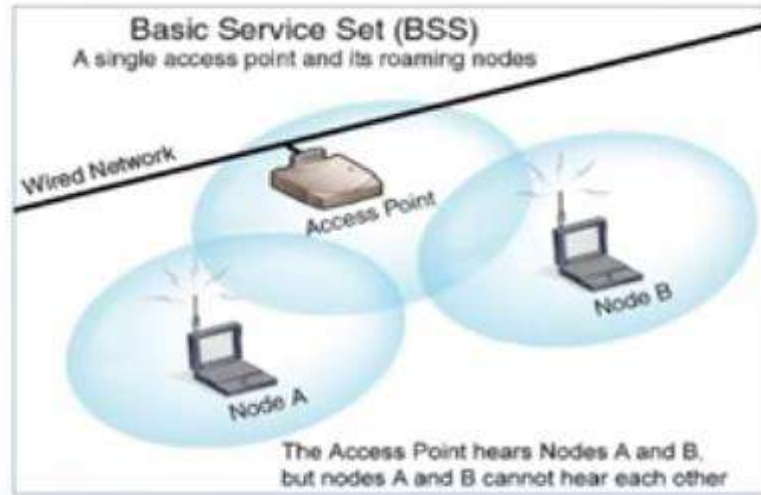 Basic Service Set (BSS)
A single access point and its roaming nodes
Wired Network
Access Point
Node B
Node A
The Access Point hears Nodes A and B,
but nodes A and B cannot hear each other